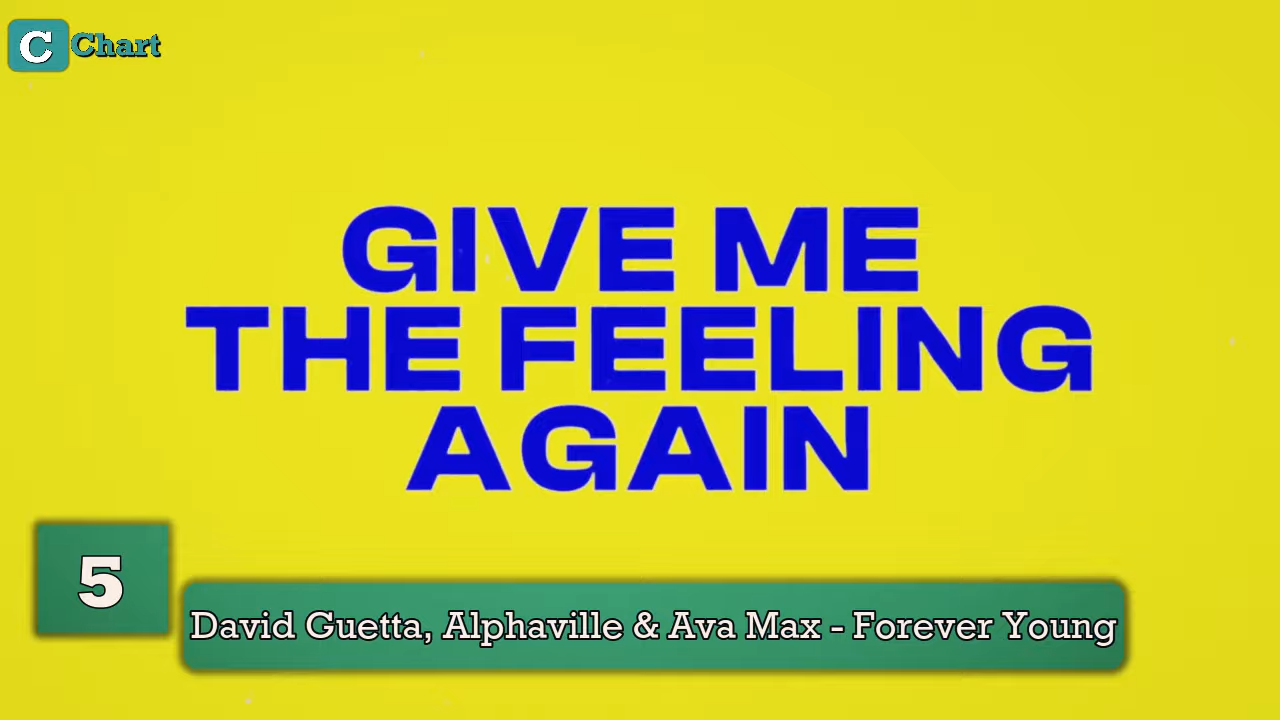 C Chart
GIVE ME
THE FEELING
AGAIN
5
David Guetta, Alphaville & Ava Max - Forever Young